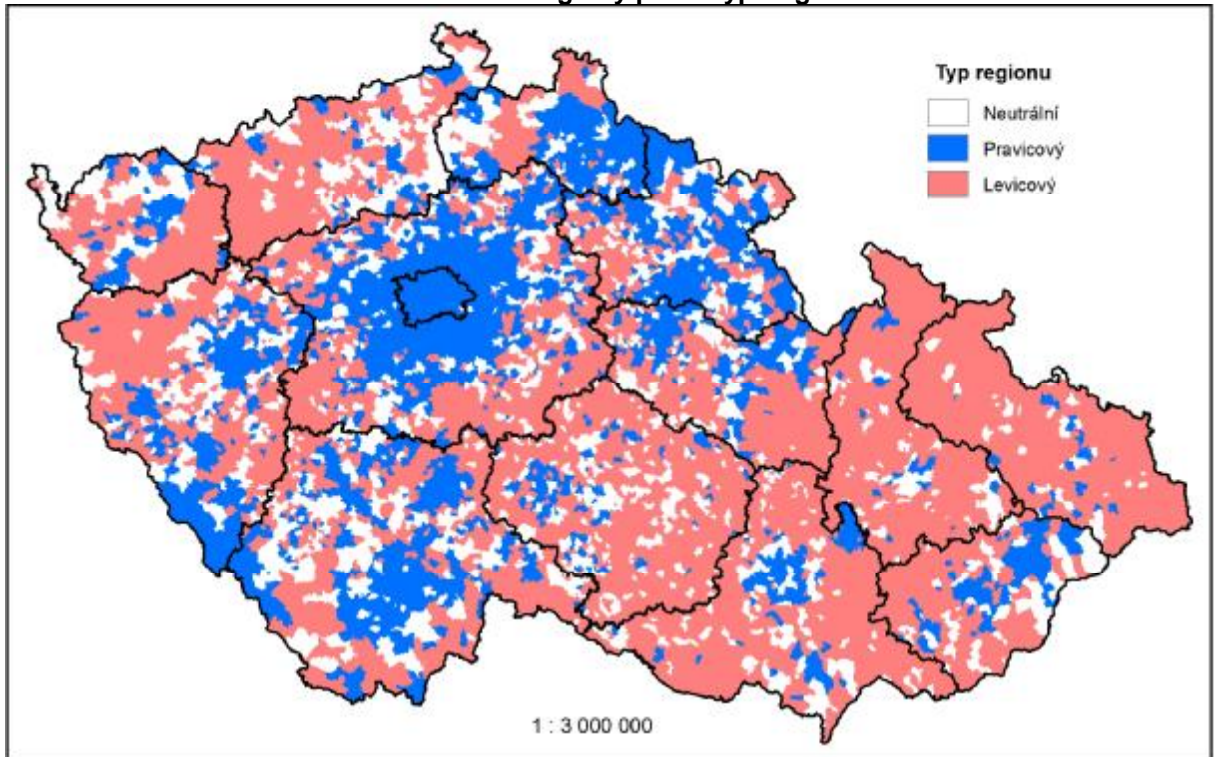 Typ regionu
Neutrální
Pravicový
Levicový
1 : 3 000 000